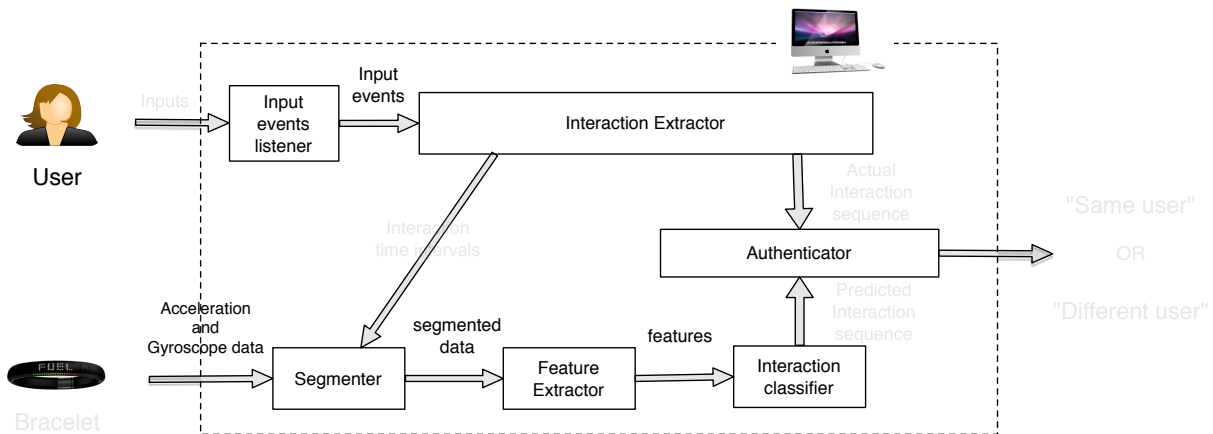 Inputs
Input
events
listener
Input
events
Interaction Extractor
User
Actual
Interaction
sequence
Interaction
time intervals
"Same user"
OR
"Different user"
Authenticator
Predicted
Interaction
sequence
Acceleration
and
Gyroscope data
segmented
data
features
FUEL
Segmenter
Feature
Extractor
Interaction
classifier
Bracelet